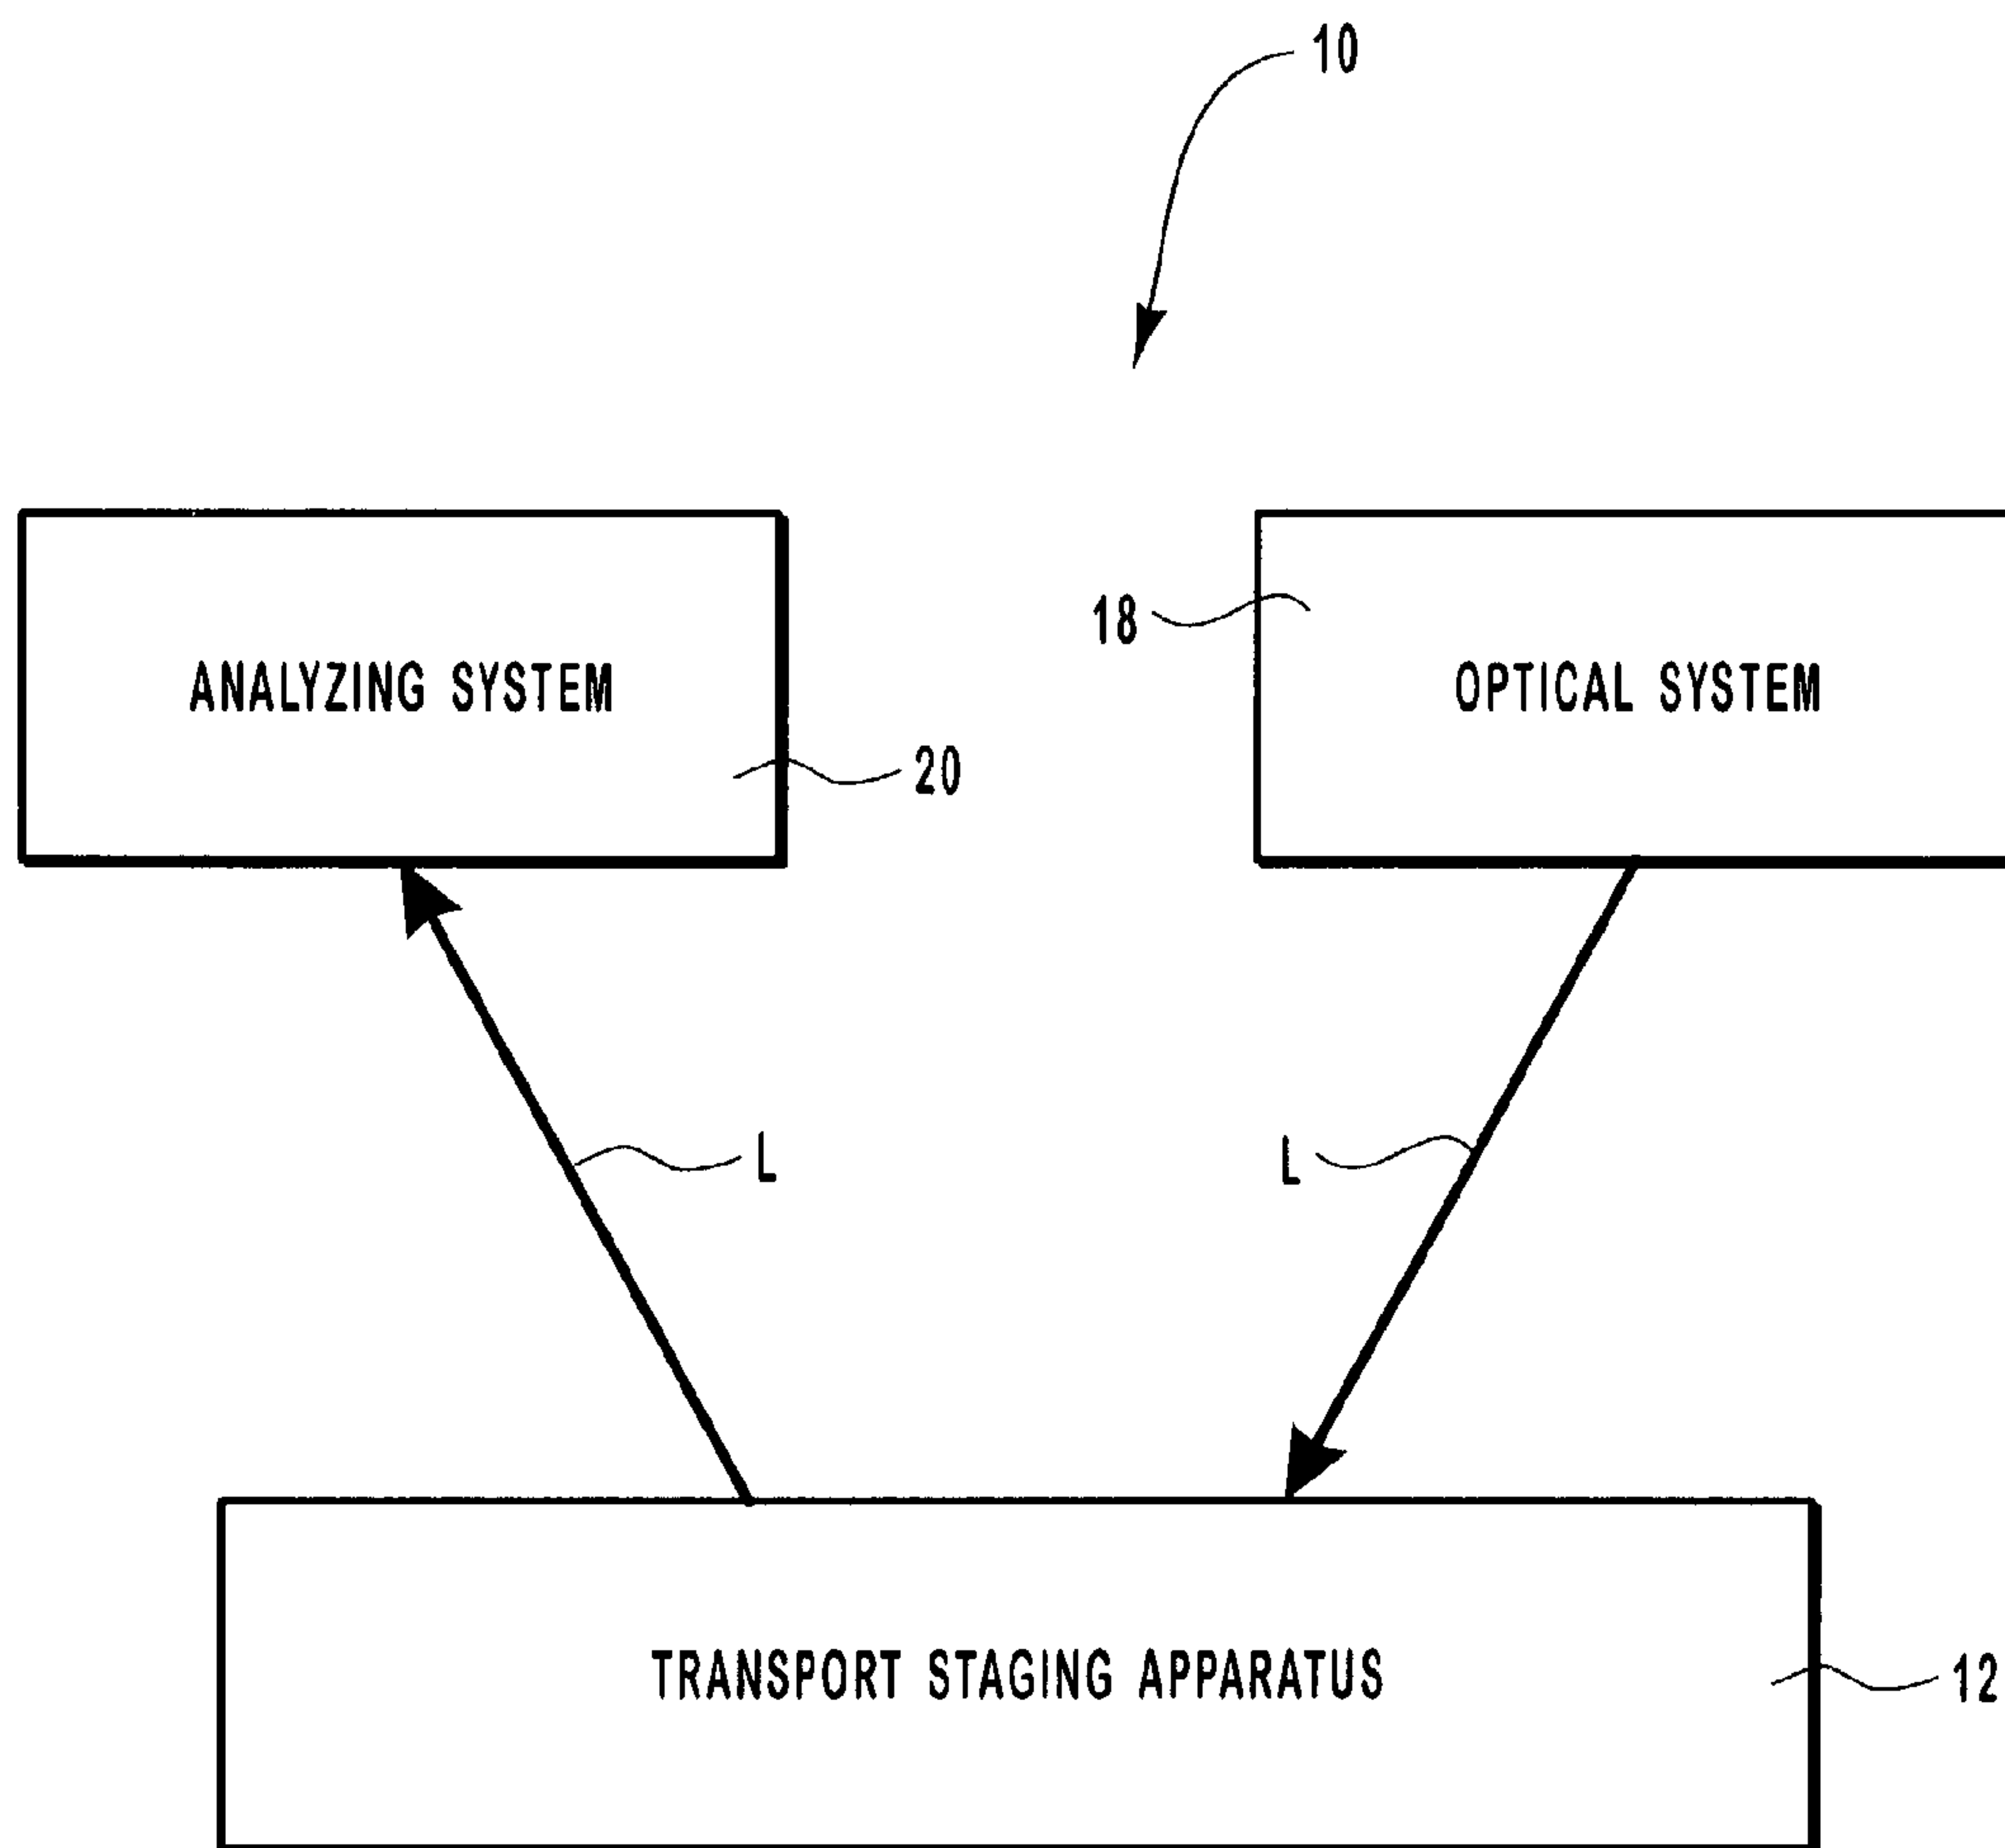 10
18
ANALYZING SYSTEM
OPTICAL SYSTEM
20
L
L
TRANSPORT STAGING APPARATUS
12